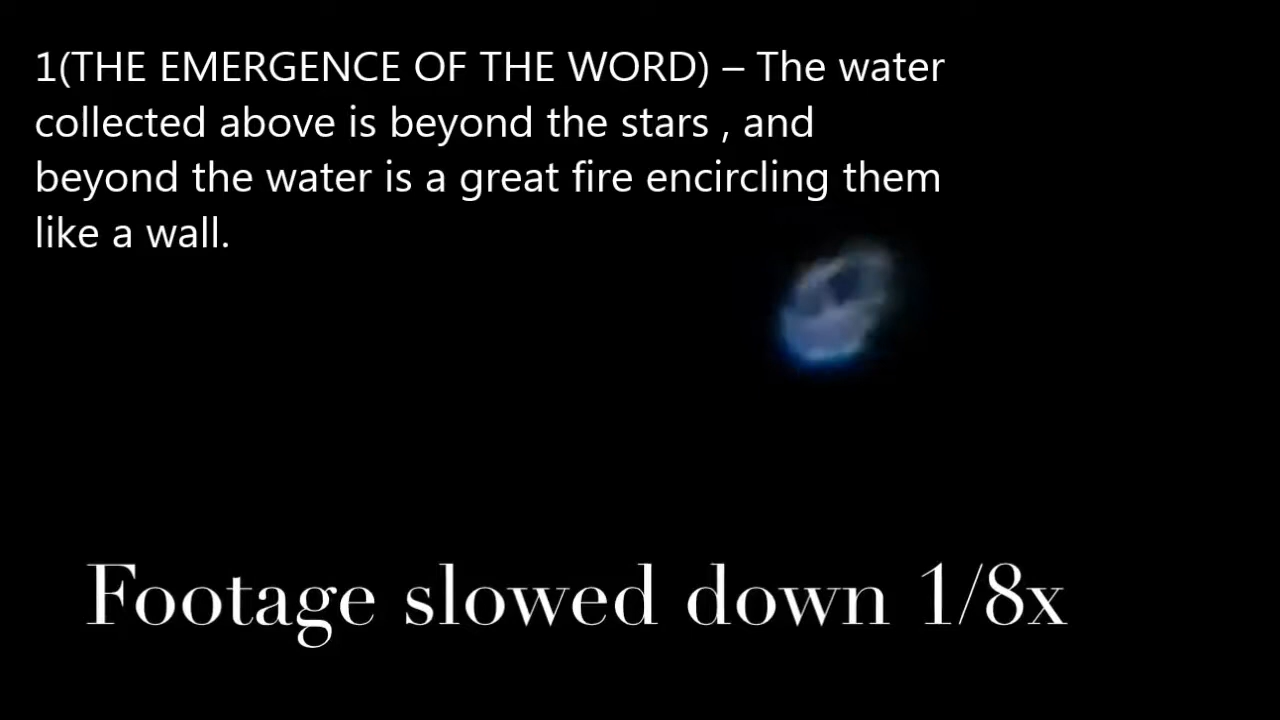 1(THE EMERGENCE OF THE WORD) – The water
collected above is beyond the stars , and
beyond the water is a great fire encircling them
like a wall.
Footage slowed down 1/8x